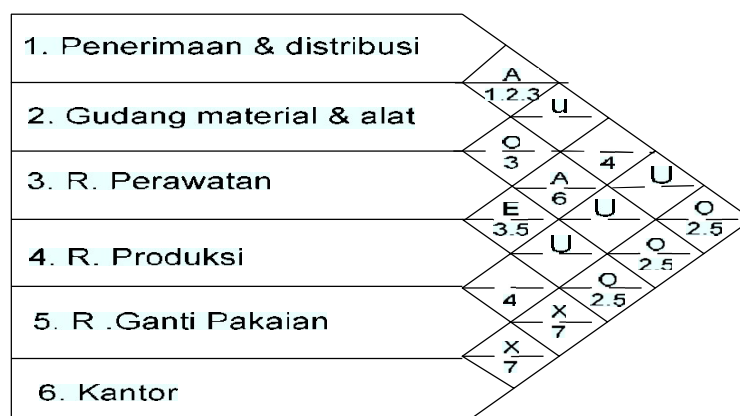 1. Penerimaan & distribusi
A
1.2.3
u
2. Gudang material & alat
O
3
4
U
3. R. Perawatan
A
6
E
3.5
U
O
2.5
4. R. Produksi
U
O
2.5
4
O
2.5
5. R .Ganti Pakaian
X
7
X
7
6. Kantor